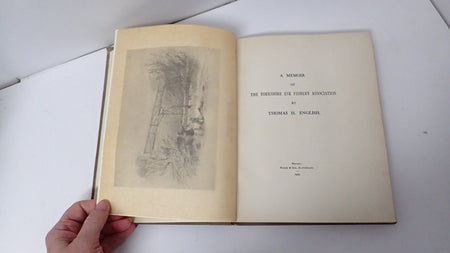 A MEMOIR
OF
THE YORKSHIRE ESK FISHERY ASSOCIATION
BY
THOMAS H. ENGLISH.